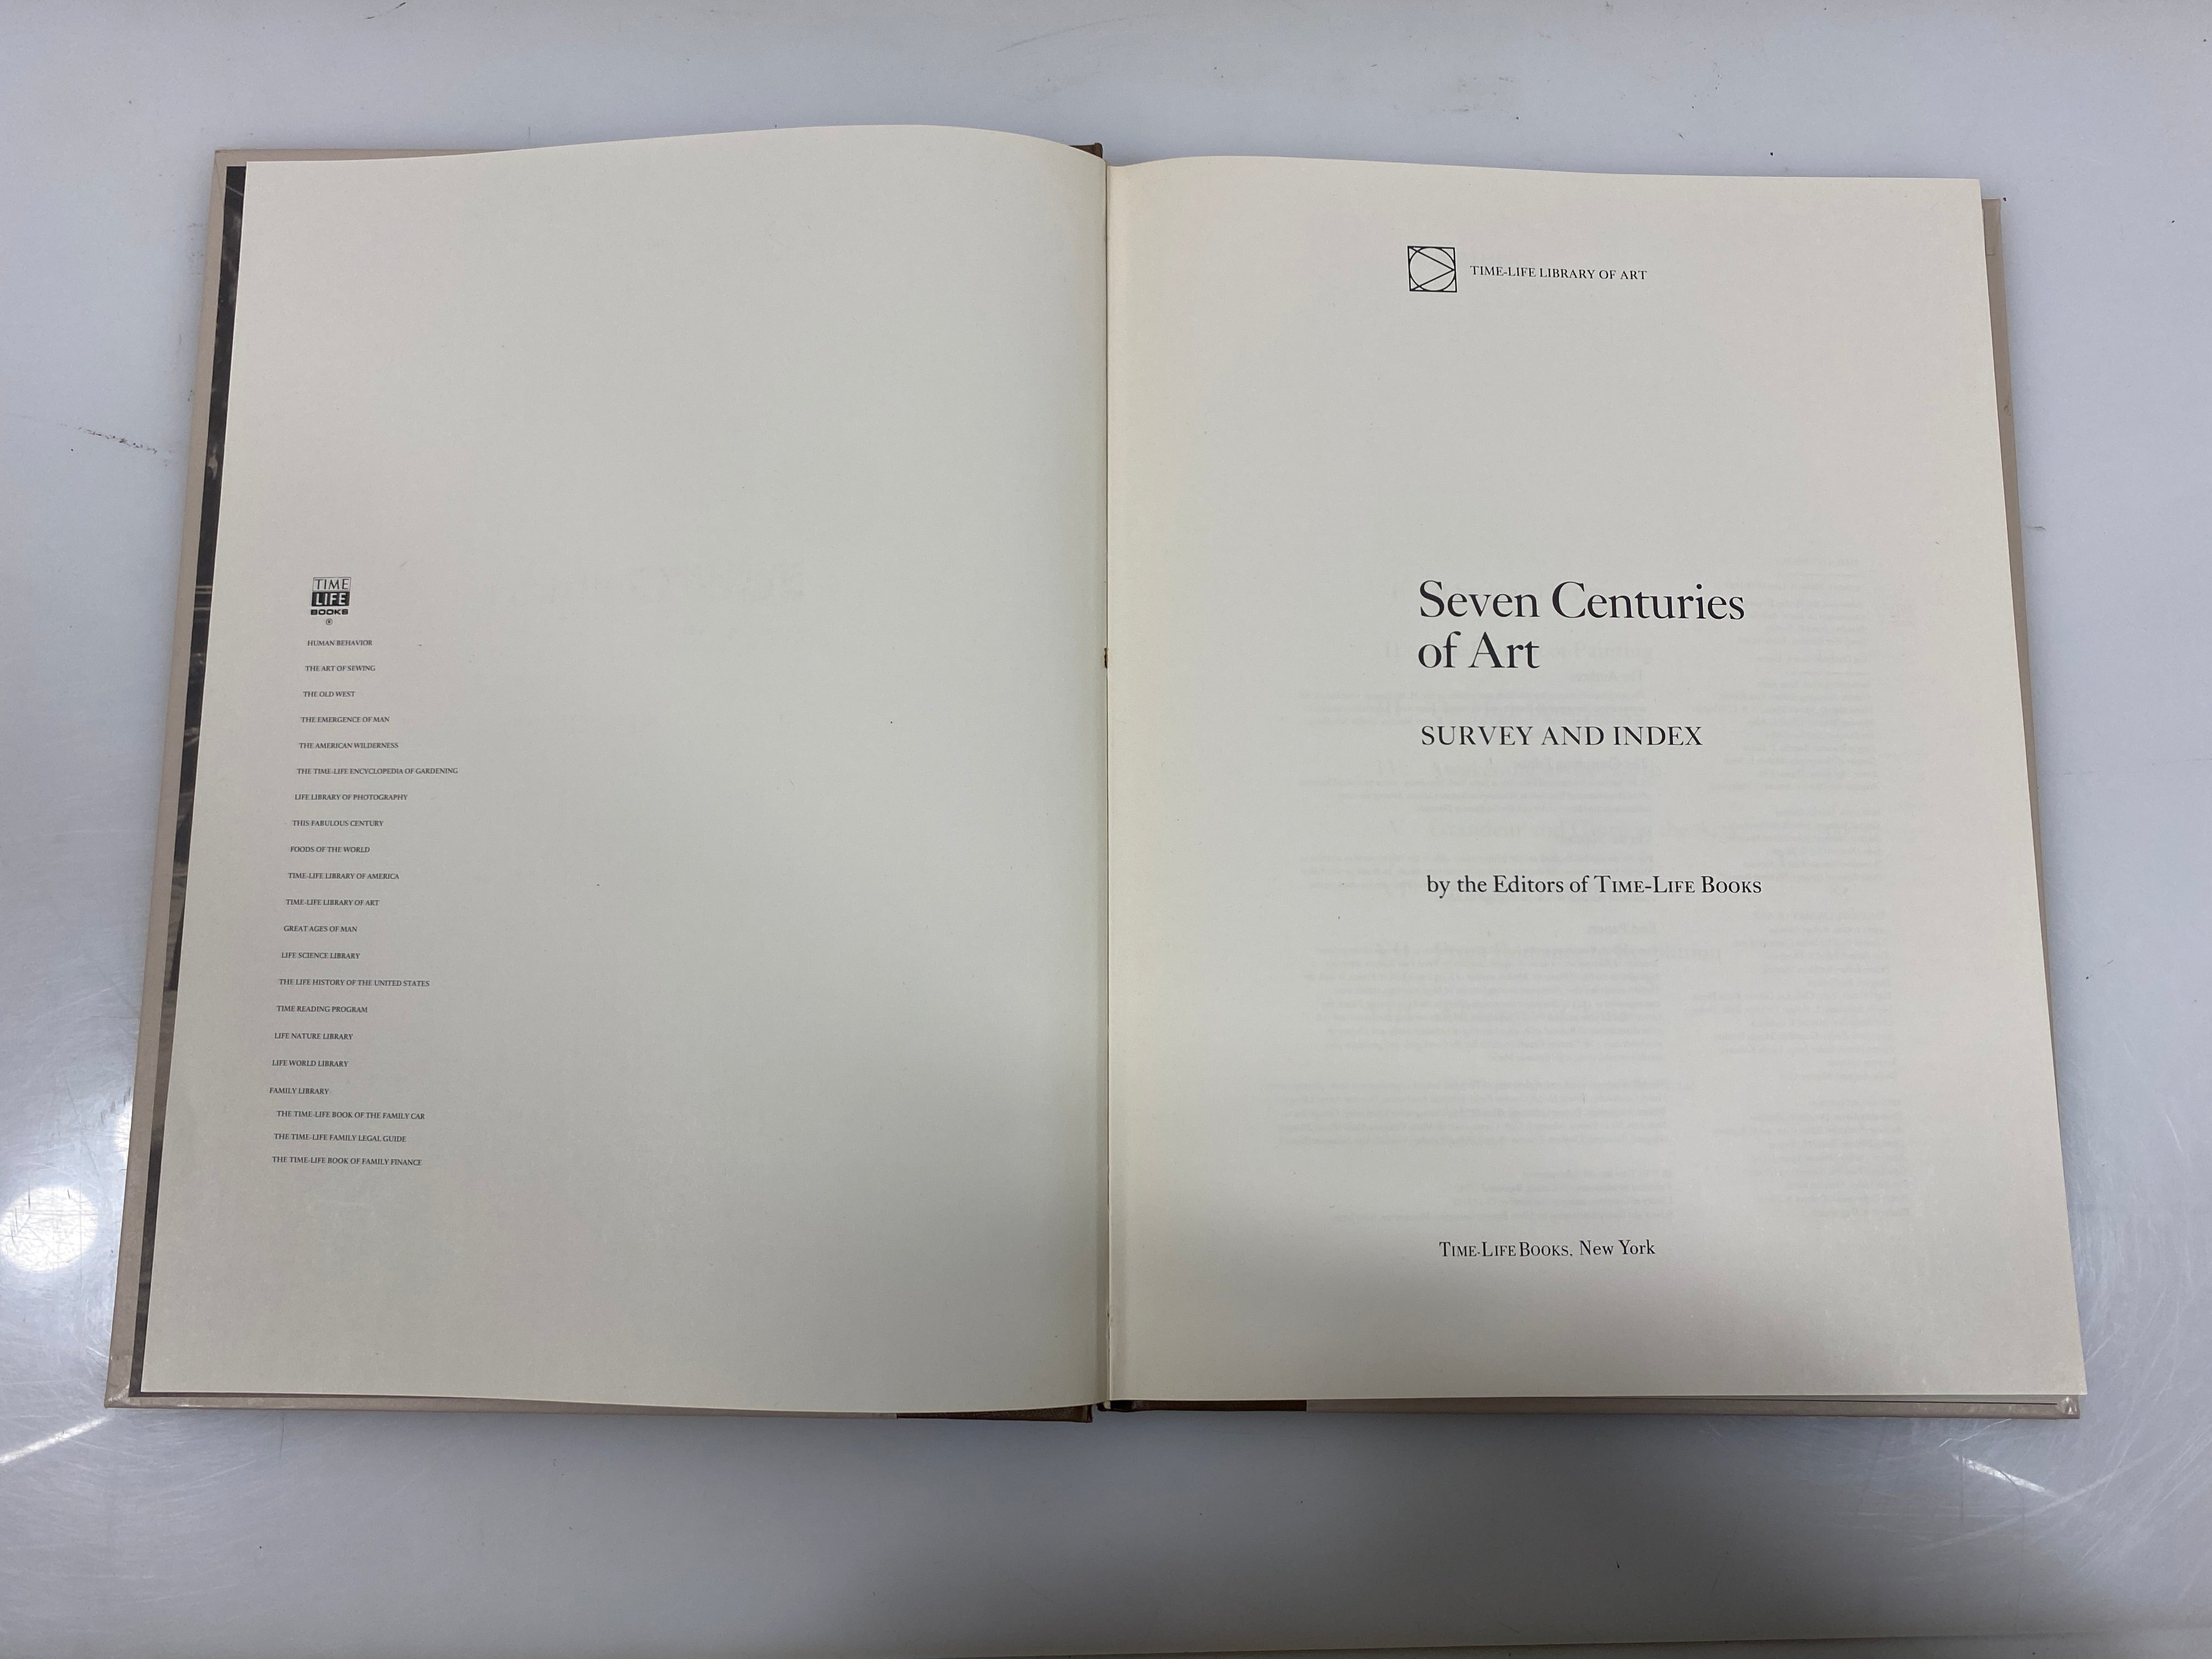 TIME
LIFE
BOOKS
®
HUMAN BEHAVIOR
THE ART OF SEWING
THE OLD WEST
THE EMERGENCE OF MAN
THE AMERICAN WILDERNESS
THE TIME-LIFE ENCYCLOPEDIA OF GARDENING
LIFE LIBRARY OF PHOTOGRAPHY
THIS FABULOUS CENTURY
FOODS OF THE WORLD
TIME-LIFE LIBRARY OF AMERICA
TIME-LIFE LIBRARY OF ART
GREAT AGES OF MAN
LIFE SCIENCE LIBRARY
THE LIFE HISTORY OF THE UNITED STATES
TIME READING PROGRAM
LIFE NATURE LIBRARY
LIFE WORLD LIBRARY
FAMILY LIBRARY:
THE TIME-LIFE BOOK OF THE FAMILY CAR
THE TIME-LIFE FAMILY LEGAL GUIDE
THE TIME-LIFE BOOK OF FAMILY FINANCE
TIME-LIFE LIBRARY OF ART
Seven Centuries
of Art
SURVEY AND INDEX
by the Editors of TIME-LIFE BOOKS
TIME-LIFE BOOKS, New York